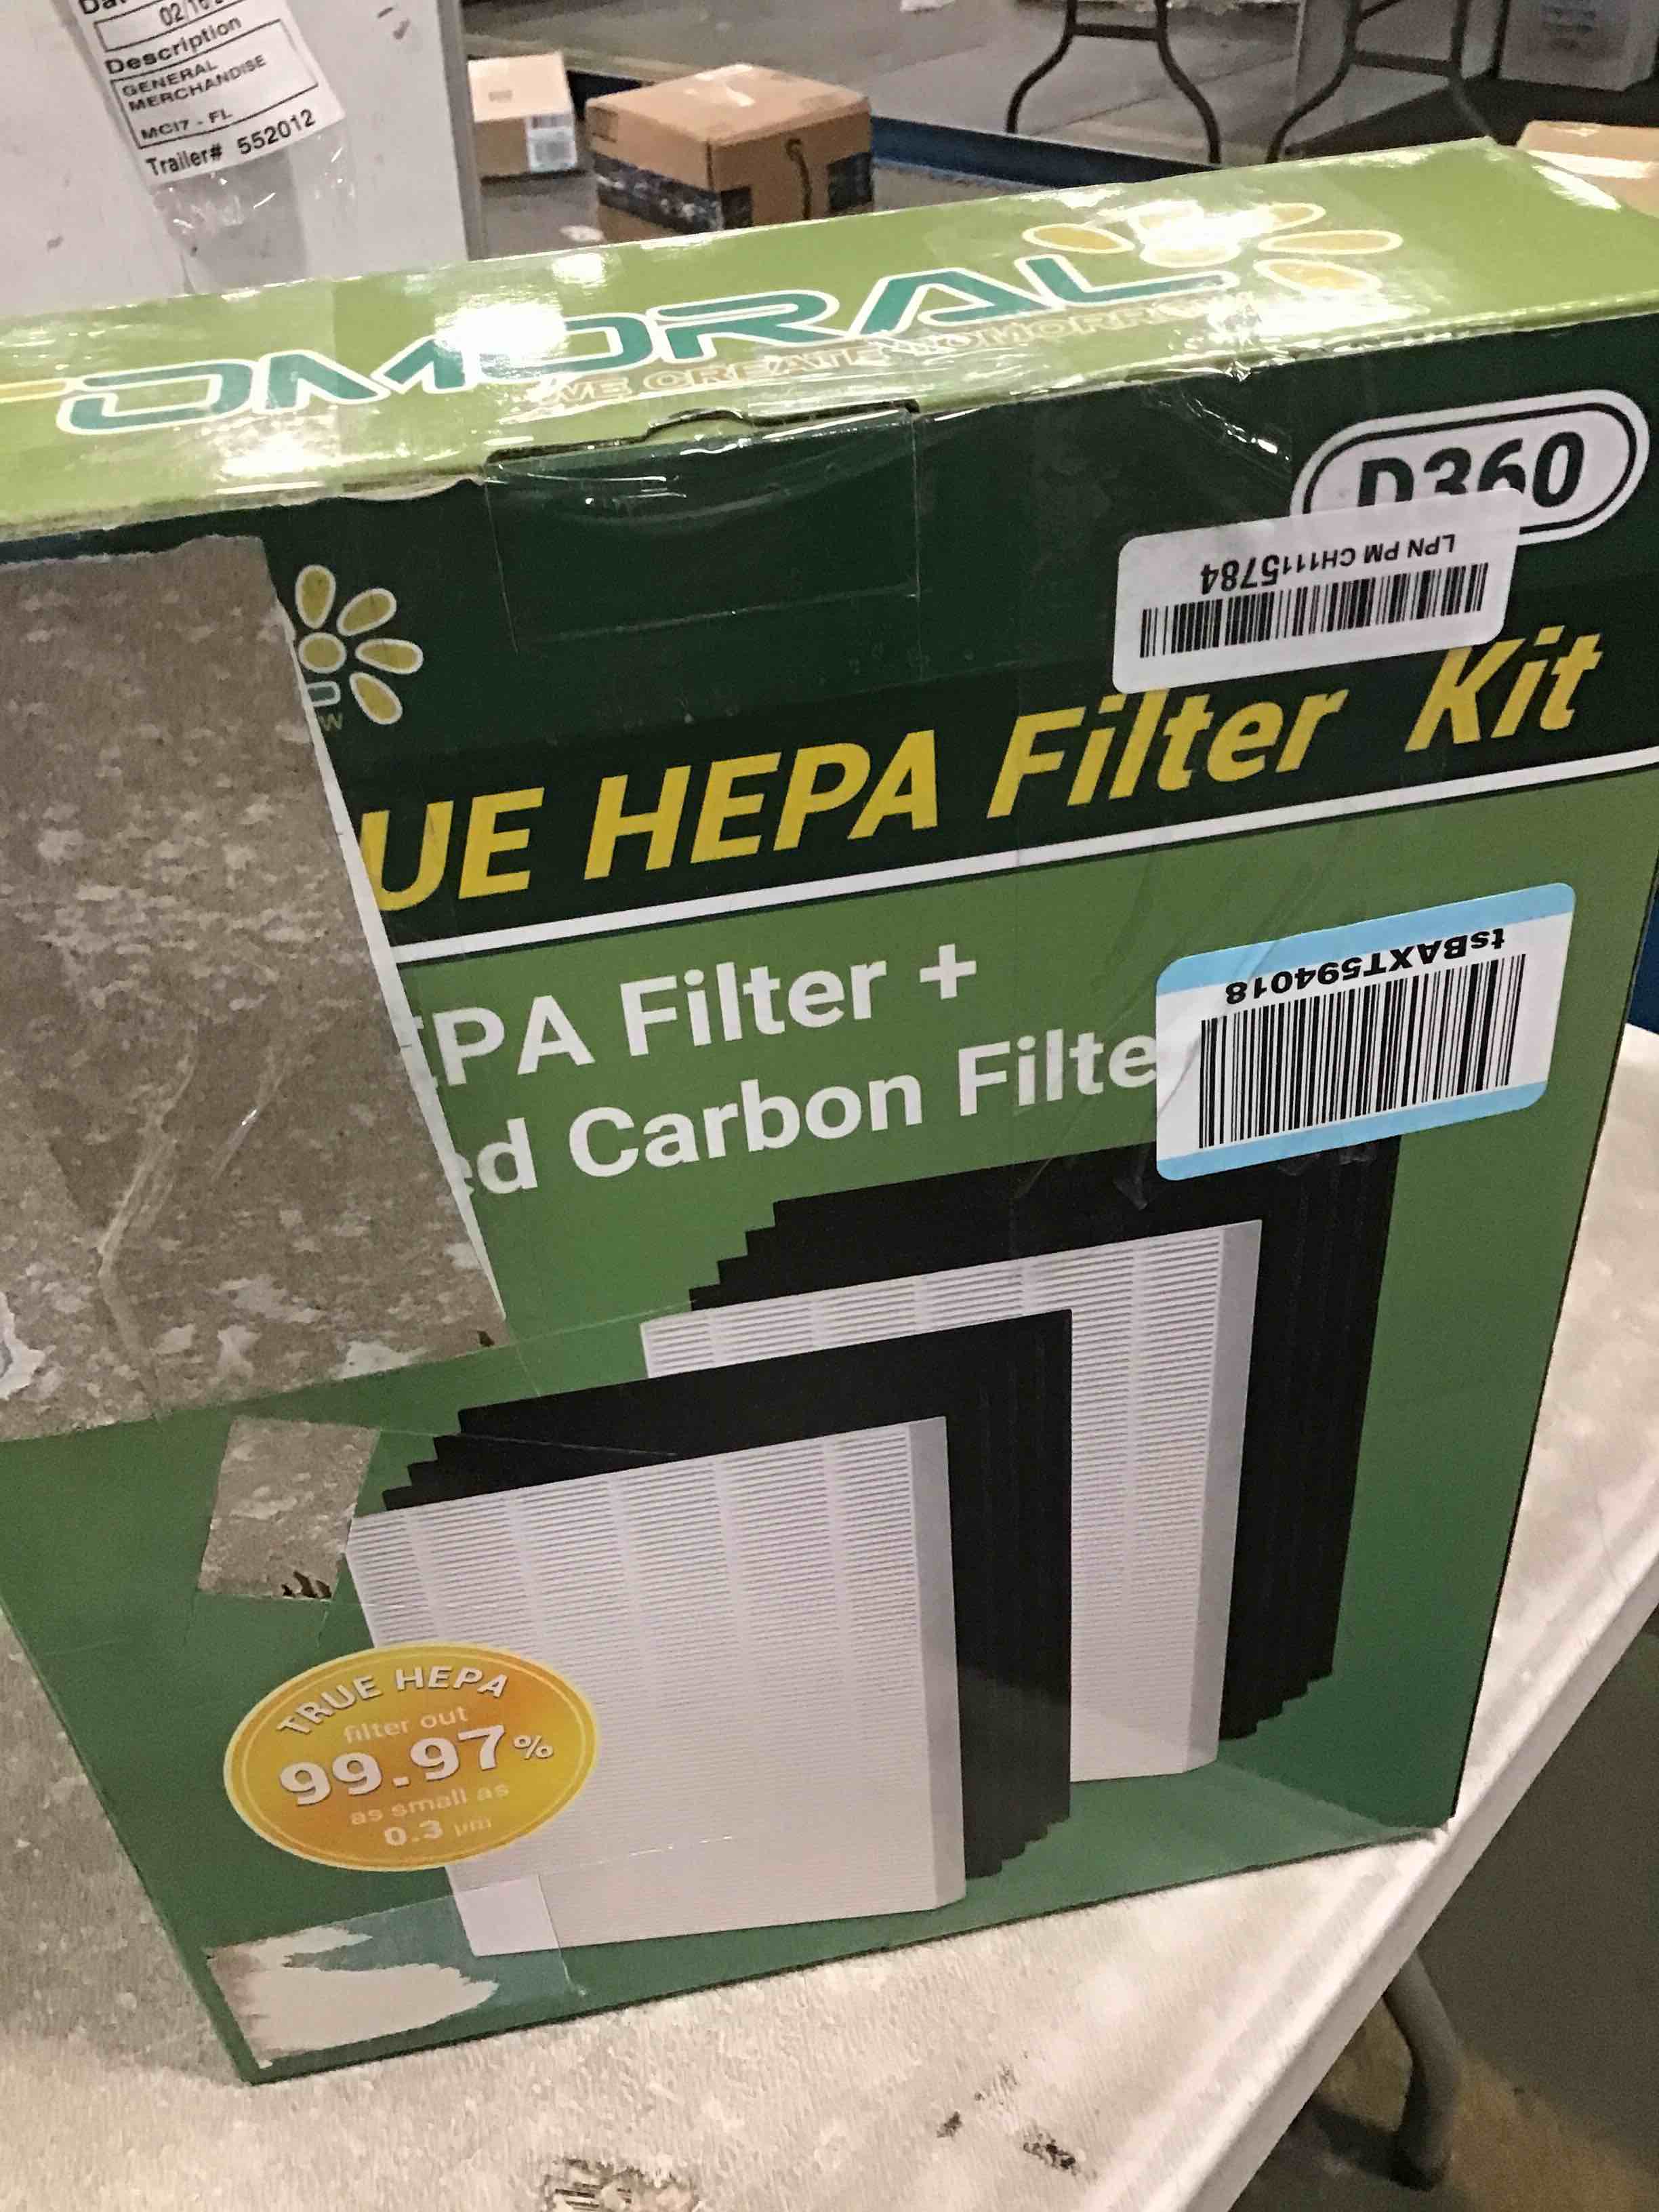 02/16
Description
GENERAL
MERCHANDISE
MCI7 - FL
Trailer# 552012
OMORAL
WE CREATE TOMORROW
D360
LPN PM CH1115784
UE HEPA Filter Kit
EPA Filter +
ed Carbon Filte
tsBAXT594018
TRUE HEPA
filter out
99.97%
as small as
0.3 μm